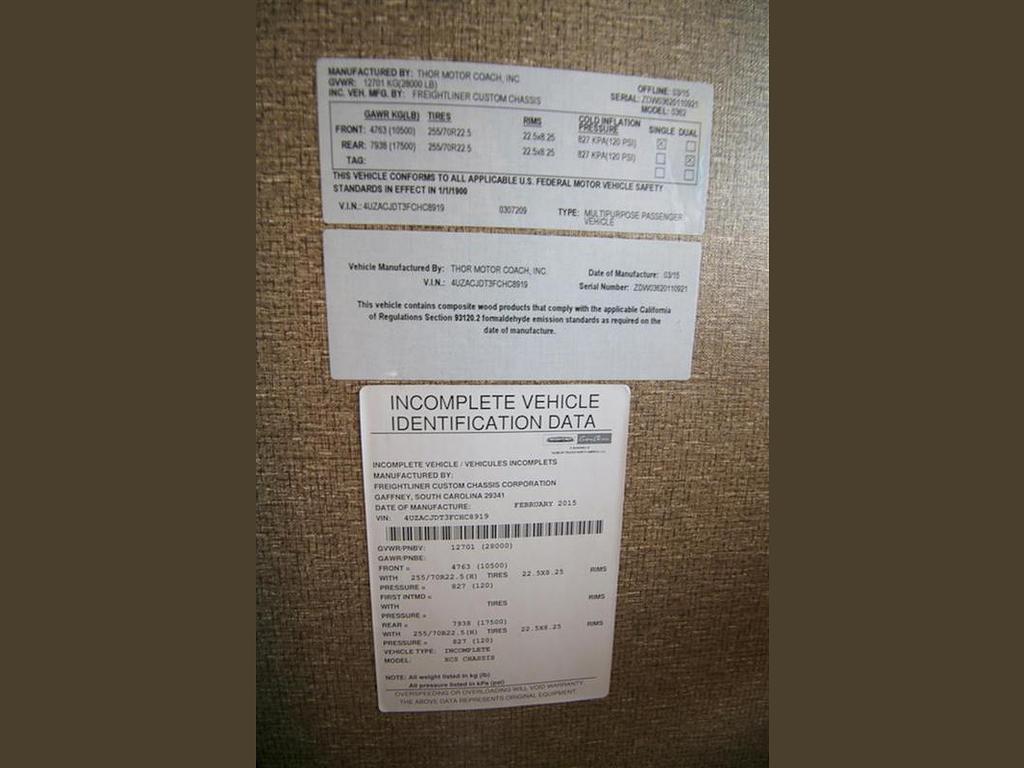 MANUFACTURED BY: THOR MOTOR COACH, INC
GVWR: 12701 KG(28000 LB) OFFLINE: 03/15
INC. VEH. MFG. BY: FREIGHTLINER CUSTOM CHASSIS SERIAL: ZDW03620110921
MODEL: 0362
GAWR KG(LB) TIRES RIMS COLD INFLATION PRESSURE SINGLE DUAL
FRONT: 4763 (10500) 255/70R22.5 22.5x8.25 827 KPA(120 PSI)
REAR: 7938 (17500) 255/70R22.5 22.5x8.25 827 KPA(120 PSI)
TAG:
THIS VEHICLE CONFORMS TO ALL APPLICABLE U.S. FEDERAL MOTOR VEHICLE SAFETY
STANDARDS IN EFFECT IN 1/1/1900
V.I.N.: 4UZACJDT3FCHC8919 0307209 TYPE: MULTIPURPOSE PASSENGER
VEHICLE
Vehicle Manufactured By: THOR MOTOR COACH, INC. Date of Manufacture: 03/15
V.I.N.: 4UZACJDT3FCHC8919 Serial Number: ZDW03620110921
This vehicle contains composite wood products that comply with the applicable California
of Regulations Section 93120.2 formaldehyde emission standards as required on the
date of manufacture.
INCOMPLETE VEHICLE
IDENTIFICATION DATA
INCOMPLETE VEHICLE / VEHICULES INCOMPLETS
MANUFACTURED BY:
FREIGHTLINER CUSTOM CHASSIS CORPORATION
GAFFNEY, SOUTH CAROLINA 29341
DATE OF MANUFACTURE: FEBRUARY 2015
VIN: 4UZACJDT3FCHC8919
GVWR/PNBV: 12701 (28000)
GAWR/PNBE:
FRONT = 4763 (10500)
WITH 255/70R22.5(H) TIRES 22.5X8.25 RIMS
PRESSURE = 827 (120)
FIRST INTMD =
WITH TIRES RIMS
PRESSURE =
REAR = 7938 (17500)
WITH 255/70R22.5(H) TIRES 22.5X8.25 RIMS
PRESSURE = 827 (120)
VEHICLE TYPE: INCOMPLETE
MODEL: XCS CHASSIS
NOTE: All weight listed in kg (lb)
All pressure listed in kPa (psi)
OVERSPEEDING OR OVERLOADING WILL VOID WARRANTY.
THE ABOVE DATA REPRESENTS ORIGINAL EQUIPMENT.